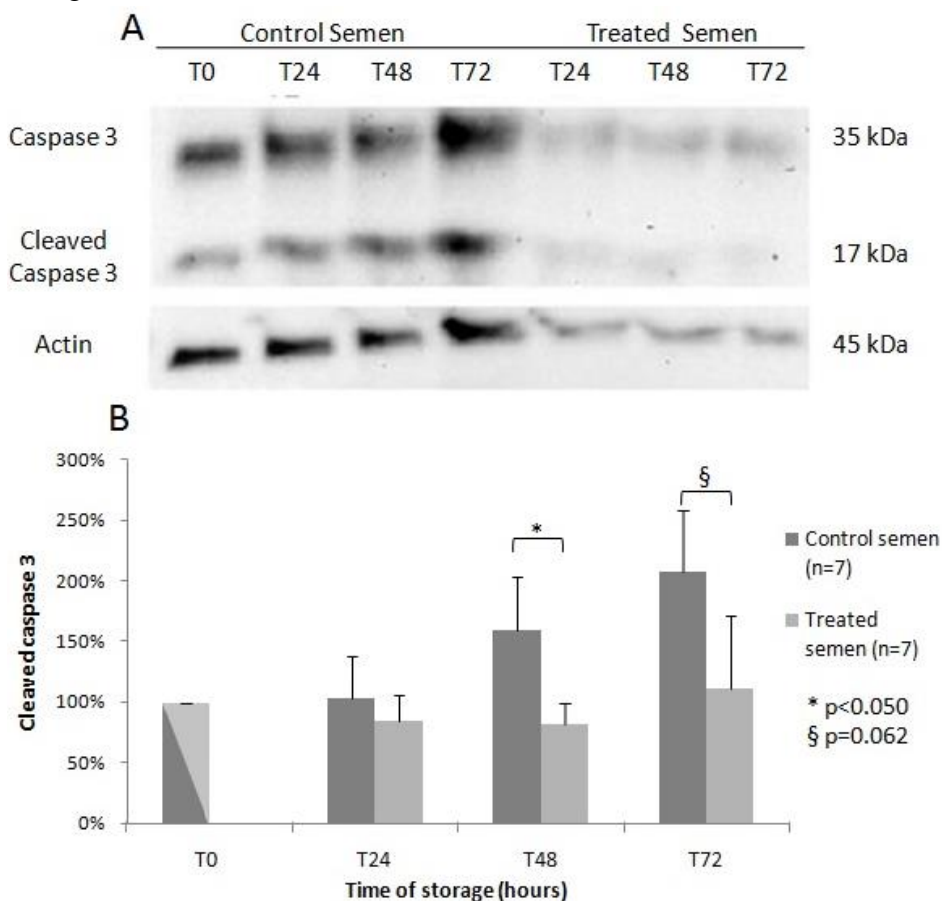 A
Control Semen Treated Semen
T0 T24 T48 T72 T24 T48 T72
Caspase 3 35 kDa
Cleaved
Caspase 3 17 kDa
Actin 45 kDa
B
300%
250%
200%
150%
100%
50%
0%
Cleaved caspase 3
*
§
T0 T24 T48 T72
Time of storage (hours)
Control semen
(n=7)
Treated
semen (n=7)
* p<0.050
§ p=0.062